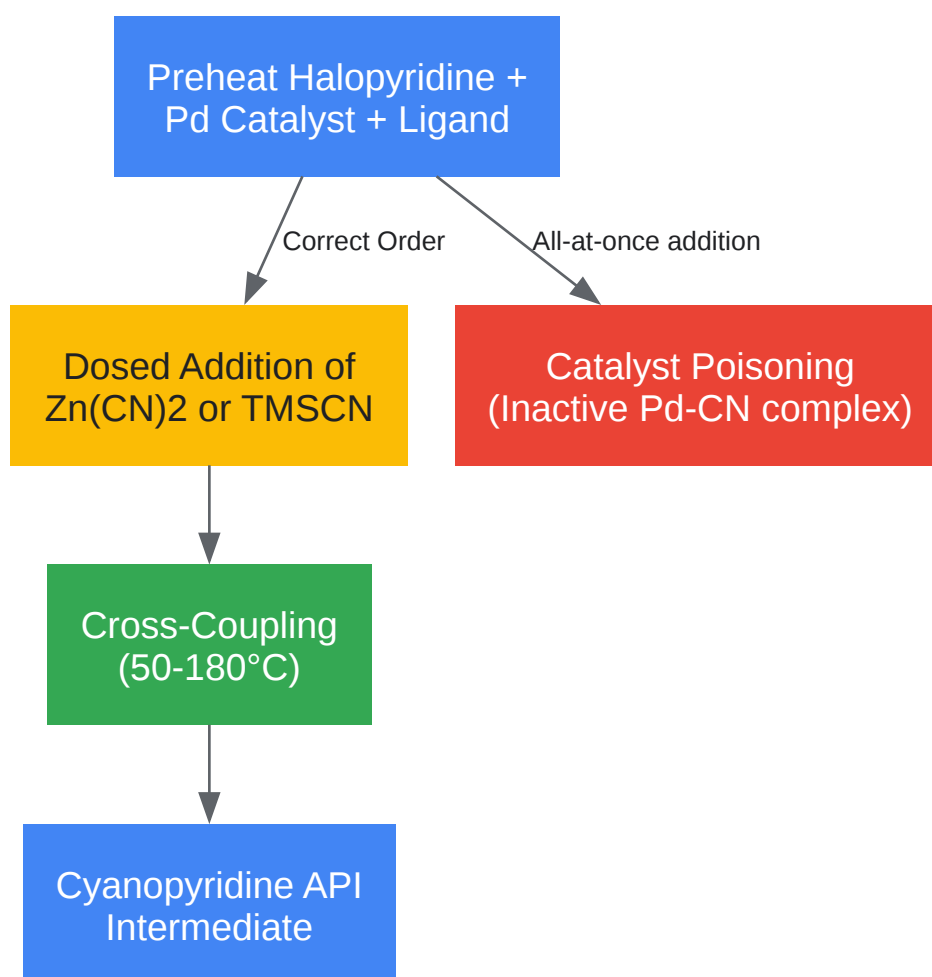 Preheat Halopyridine +
Pd Catalyst + Ligand
Correct Order
All-at-once addition
Dosed Addition of
Zn(CN)2 or TMSCN
Catalyst Poisoning
(Inactive Pd-CN complex)
Cross-Coupling
(50-180°C)
Cyanopyridine API
Intermediate